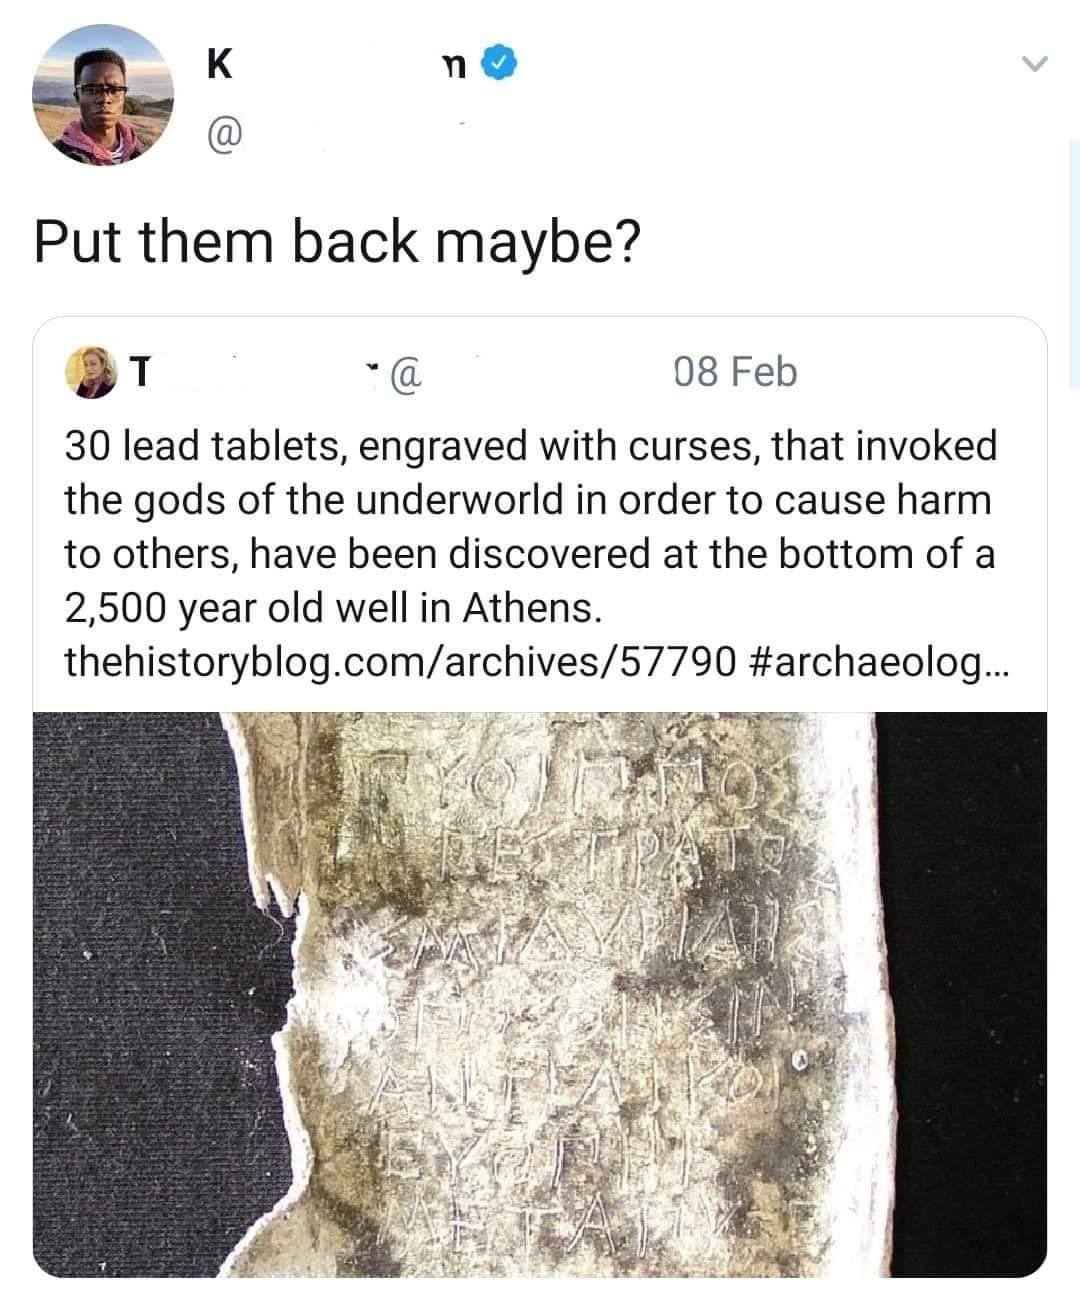 K n
@
Put them back maybe?
T @ 08 Feb
30 lead tablets, engraved with curses, that invoked
the gods of the underworld in order to cause harm
to others, have been discovered at the bottom of a
2,500 year old well in Athens.
thehistoryblog.com/archives/57790 #archaeolog...